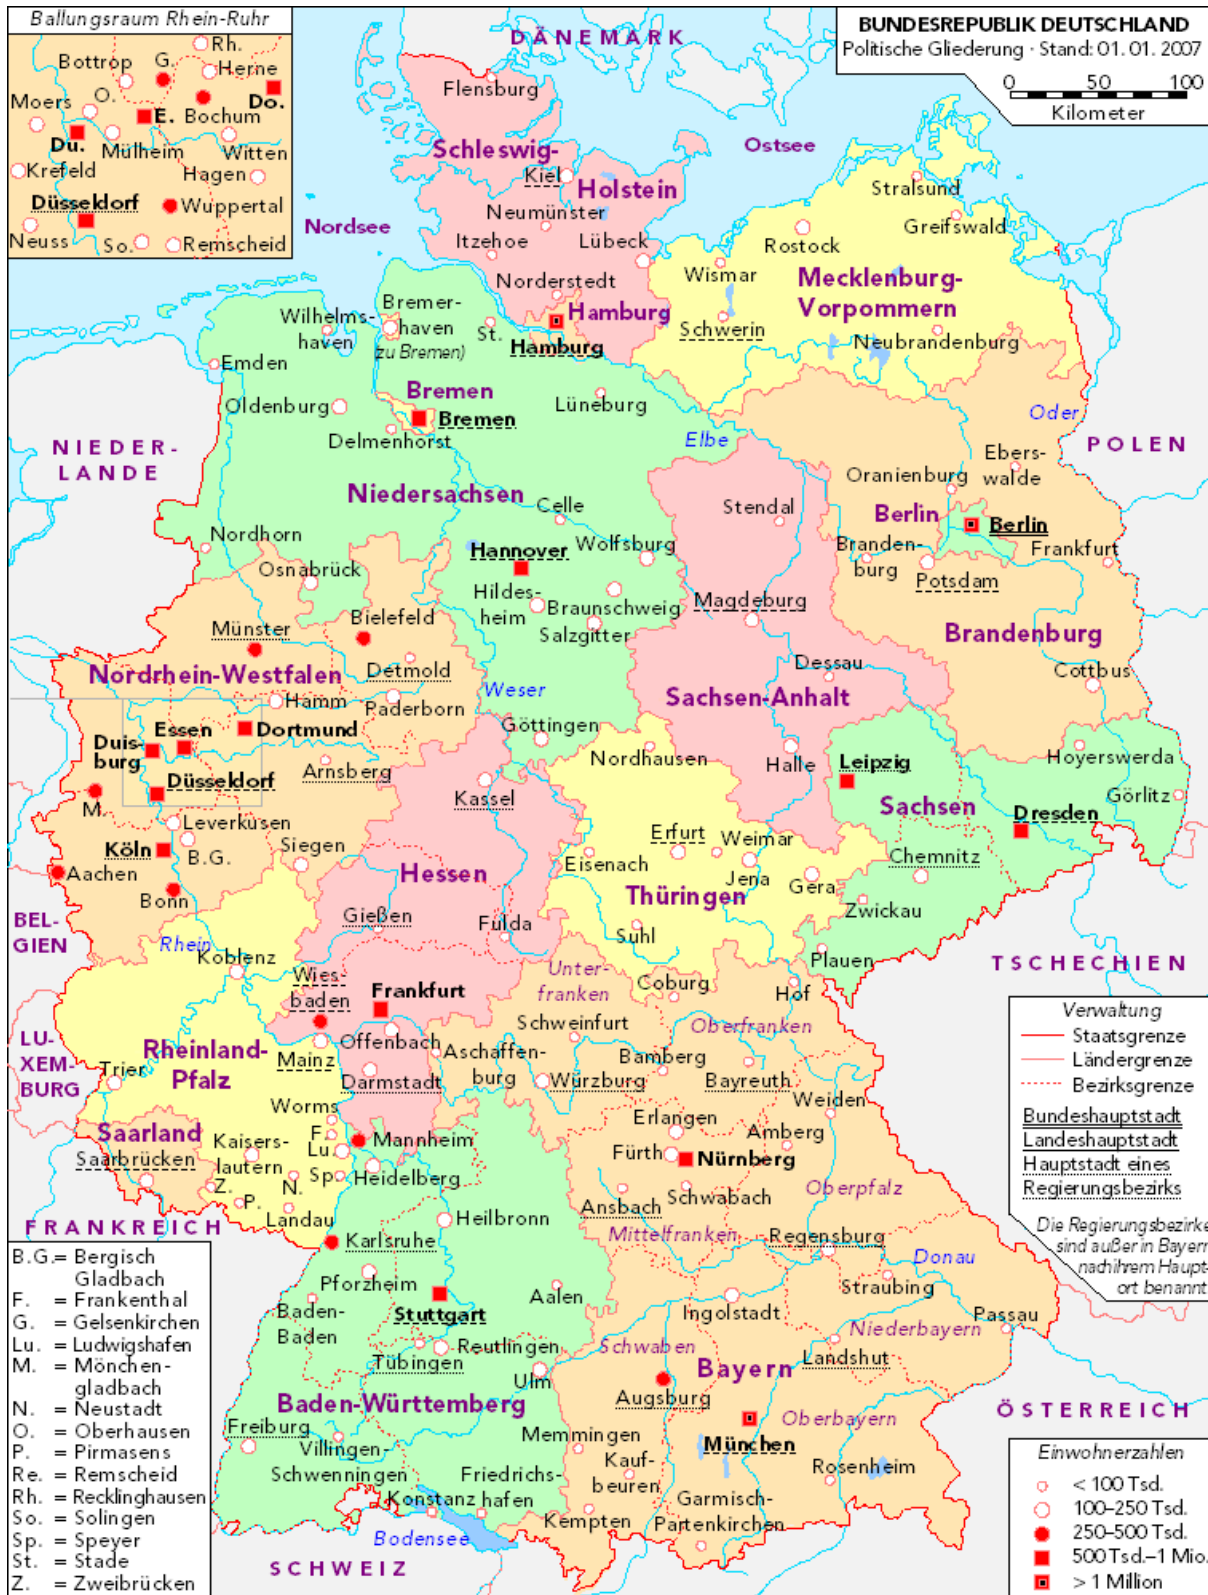 Ballungsraum Rhein-Ruhr
Rh.
Bottrop
G.
Herne
Moers
O.
Do.
E.
Bochum
Du.
Mülheim
Witten
Krefeld
Hagen
Düsseldorf
Wuppertal
Neuss
So.
Remscheid
BUNDESREPUBLIK DEUTSCHLAND
Politische Gliederung · Stand: 01. 01. 2007
0 50 100
Kilometer
DÄNEMARK
Flensburg
Schleswig-
Holstein
Kiel
Ostsee
Nordsee
Neumünster
Itzehoe
Lübeck
Norderstedt
Stralsund
Greifswald
Rostock
Wismar
Mecklenburg-
Vorpommern
Schwerin
Neubrandenburg
Hamburg
Hamburg
Wilhelms-
haven
Bremer-
haven
(zu Bremen)
St.
Emden
Oldenburg
Bremen
Bremen
Delmenhorst
Lüneburg
Elbe
Oder
NIEDER-
LANDE
POLEN
Niedersachsen
Celle
Nordhorn
Osnabrück
Hannover
Wolfsburg
Hildes-
heim
Braunschweig
Salzgitter
Stendal
Magdeburg
Oranienburg
Ebers-
walde
Berlin
Berlin
Branden-
burg
Potsdam
Frankfurt
Brandenburg
Cottbus
Münster
Bielefeld
Detmold
Nordrhein-Westfalen
Hamm
Paderborn
Weser
Göttingen
Dessau
Sachsen-Anhalt
Nordhausen
Halle
Duis-
burg
Essen
Dortmund
Düsseldorf
Arnsberg
M.
Leverkusen
Köln
B.G.
Siegen
Aachen
Bonn
Kassel
Hessen
Gießen
Fulda
Leipzig
Sachsen
Hoyerswerda
Görlitz
Dresden
Chemnitz
Zwickau
Plauen
Erfurt
Weimar
Eisenach
Jena
Gera
Thüringen
Suhl
BEL-
GIEN
Rhein
Koblenz
Wies-
baden
Frankfurt
Offenbach
Mainz
Darmstadt
LU-
XEM-
BURG
Trier
Rheinland-
Pfalz
Worms
F.
Lu.
Sp.
Mannheim
Heidelberg
Saarland
Saarbrücken
Kaisers-
lautern
Z.
P.
N.
Landau
Unter-
franken
Coburg
Hof
Schweinfurt
Oberfranken
Aschaffen-
burg
Würzburg
Bamberg
Bayreuth
Weiden
Erlangen
Amberg
Fürth
Nürnberg
Ansbach
Schwabach
Oberpfalz
Mittelfranken
Regensburg
Donau
Straubing
Ingolstadt
Passau
Niederbayern
Landshut
Schwaben
Bayern
Augsburg
Oberbayern
München
Memmingen
Kauf-
beuren
Rosenheim
Kempten
Garmisch-
Partenkirchen
TSCHECHIEN
ÖSTERREICH
FRANKREICH
SCHWEIZ
Heilbronn
Karlsruhe
Pforzheim
Baden-
Baden
Stuttgart
Aalen
Tübingen
Reutlingen
Ulm
Baden-Württemberg
Freiburg
Villingen-
Schwenningen
Konstanz
Friedrichs-
hafen
Bodensee
Verwaltung
Staatsgrenze
Ländergrenze
Bezirksgrenze
Bundeshauptstadt
Landeshauptstadt
Hauptstadt eines
Regierungsbezirks
Die Regierungsbezirke
sind außer in Bayern
nach ihrem Haupt-
ort benannt.
B.G.= Bergisch
Gladbach
F. = Frankenthal
G. = Gelsenkirchen
Lu. = Ludwigshafen
M. = Mönchen-
gladbach
N. = Neustadt
O. = Oberhausen
P. = Pirmasens
Re. = Remscheid
Rh. = Recklinghausen
So. = Solingen
Sp. = Speyer
St. = Stade
Z. = Zweibrücken
Einwohnerzahlen
< 100 Tsd.
100–250 Tsd.
250–500 Tsd.
500 Tsd.–1 Mio.
> 1 Million